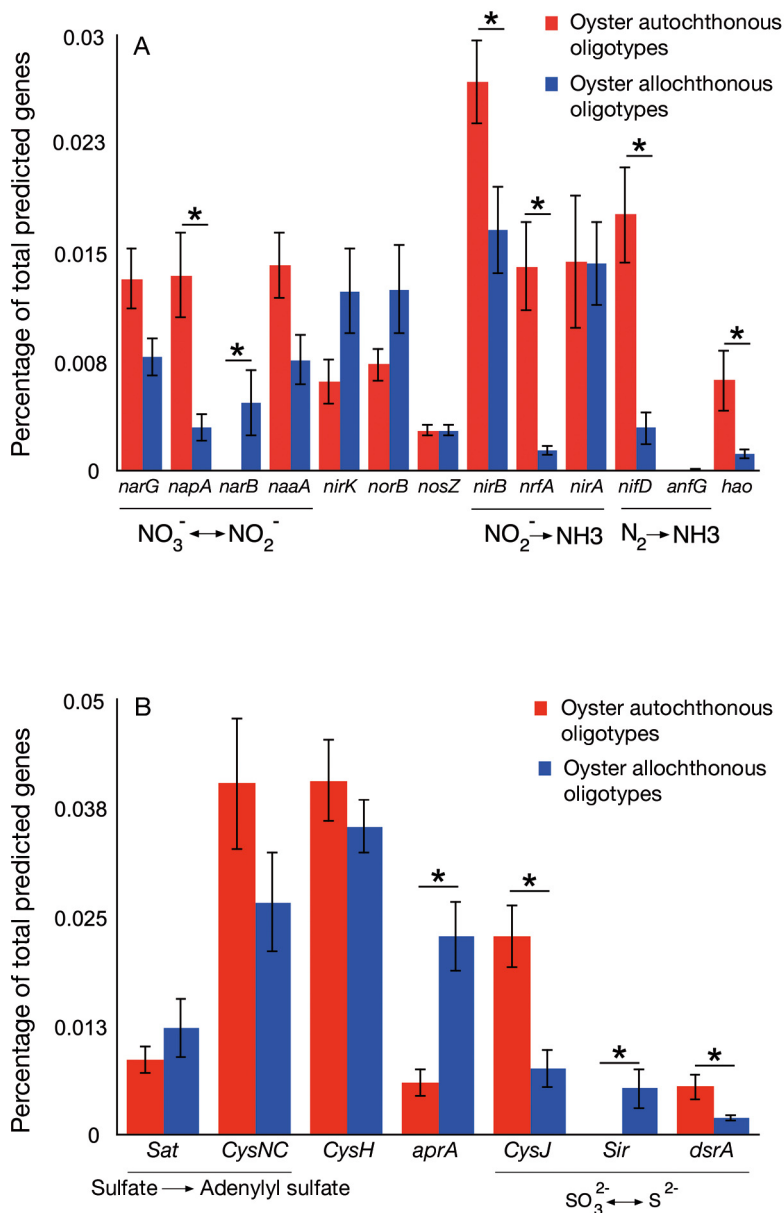 A
Oyster autochthonous
oligotypes
Oyster allochthonous
oligotypes
Percentage of total predicted genes
0.03
0.023
0.015
0.008
0
* * * * * *
narG napA narB naaA nirK norB nosZ nirB nrfA nirA nifD anfG hao
NO₃⁻ ↔ NO₂⁻ NO₂⁻ → NH3 N₂ → NH3
B
Oyster autochthonous
oligotypes
Oyster allochthonous
oligotypes
Percentage of total predicted genes
0.05
0.038
0.025
0.013
0
* * * *
Sat CysNC CysH aprA CysJ Sir dsrA
Sulfate → Adenylyl sulfate
SO₃²⁻ ↔ S²⁻